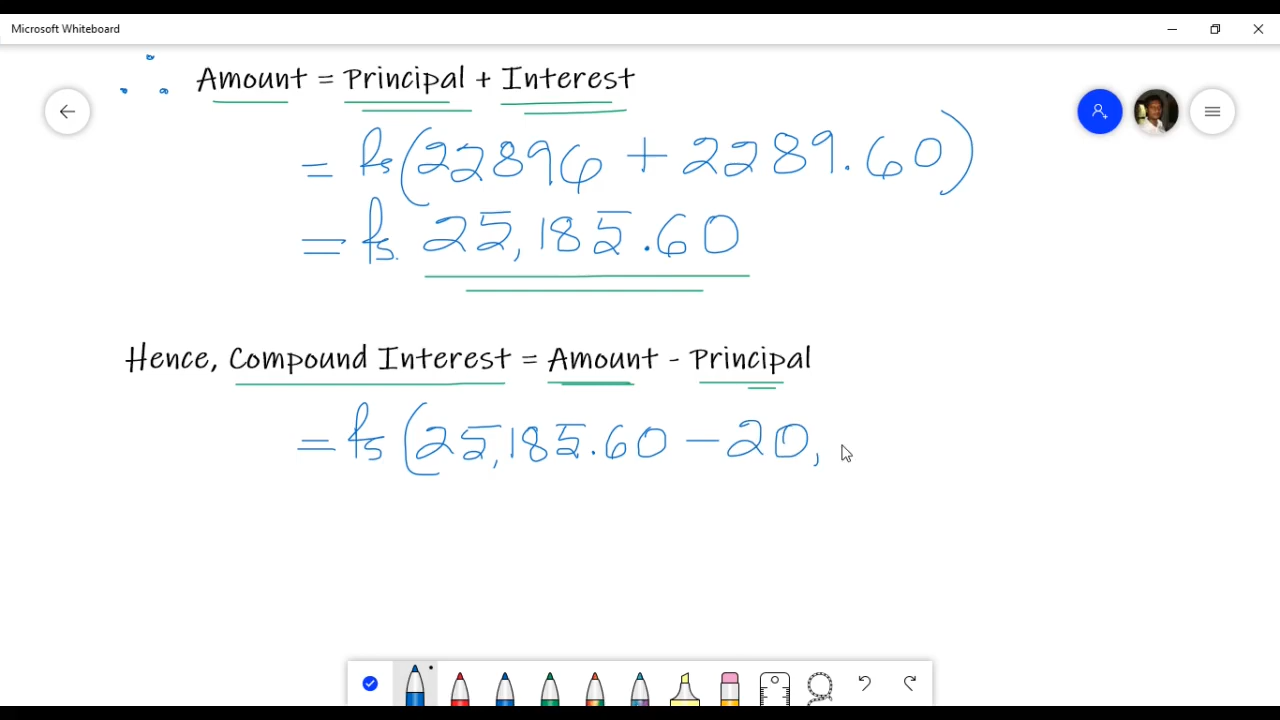 Microsoft Whiteboard
∴ Amount = Principal + Interest
= Rs (22896 + 2289.60)
= Rs. 25,185.60
Hence, Compound Interest = Amount - Principal
= Rs (25,185.60 - 20,